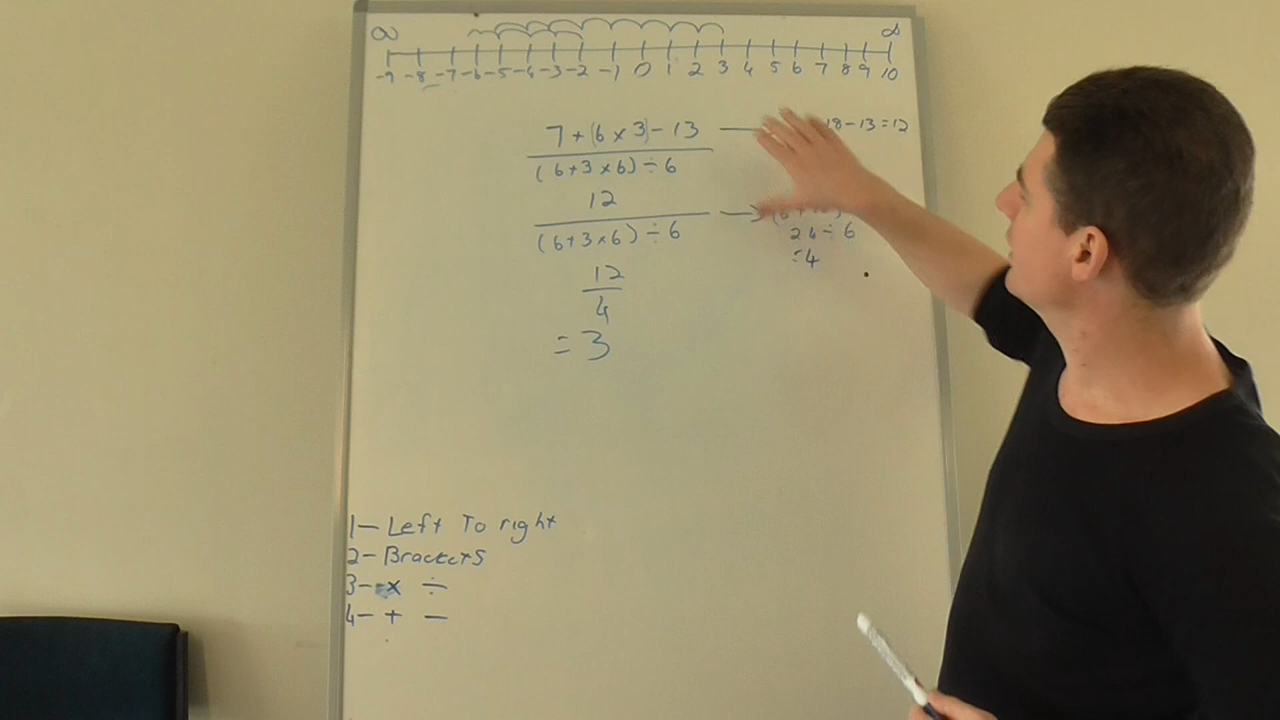 ∞ ∞
-9 -8 -7 -6 -5 -4 -3 -2 -1 0 1 2 3 4 5 6 7 8 9 10
7 + (6 x 3) - 13
18 - 13 = 12
(6 + 3 x 6) ÷ 6
12
(6 + 3 x 6) ÷ 6
24 ÷ 6
= 4
12
4
= 3
1 - Left To right
2 - Brackets
3 - x ÷
4 - + -